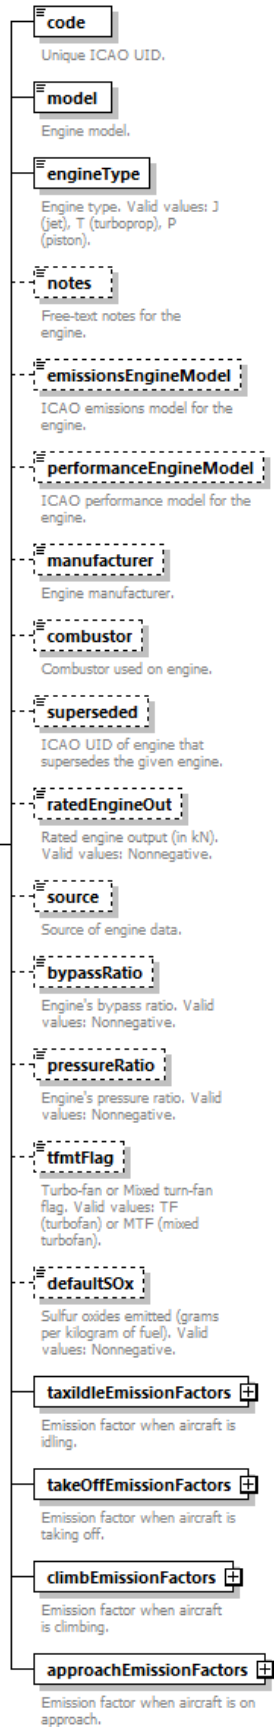 code
Unique ICAO UID.
model
Engine model.
engineType
Engine type. Valid values: J
(jet), T (turboprop), P
(piston).
notes
Free-text notes for the
engine.
emissionsEngineModel
ICAO emissions model for the
engine.
performanceEngineModel
ICAO performance model for the
engine.
manufacturer
Engine manufacturer.
combustor
Combustor used on engine.
superseded
ICAO UID of engine that
supersedes the given engine.
ratedEngineOut
Rated engine output (in kN).
Valid values: Nonnegative.
source
Source of engine data.
bypassRatio
Engine's bypass ratio. Valid
values: Nonnegative.
pressureRatio
Engine's pressure ratio. Valid
values: Nonnegative.
tfmtFlag
Turbo-fan or Mixed turn-fan
flag. Valid values: TF
(turbofan) or MTF (mixed
turbofan).
defaultSOx
Sulfur oxides emitted (grams
per kilogram of fuel). Valid
values: Nonnegative.
taxiIdleEmissionFactors
Emission factor when aircraft is
idling.
takeOffEmissionFactors
Emission factor when aircraft is
taking off.
climbEmissionFactors
Emission factor when aircraft
is climbing.
approachEmissionFactors
Emission factor when aircraft is on
approach.